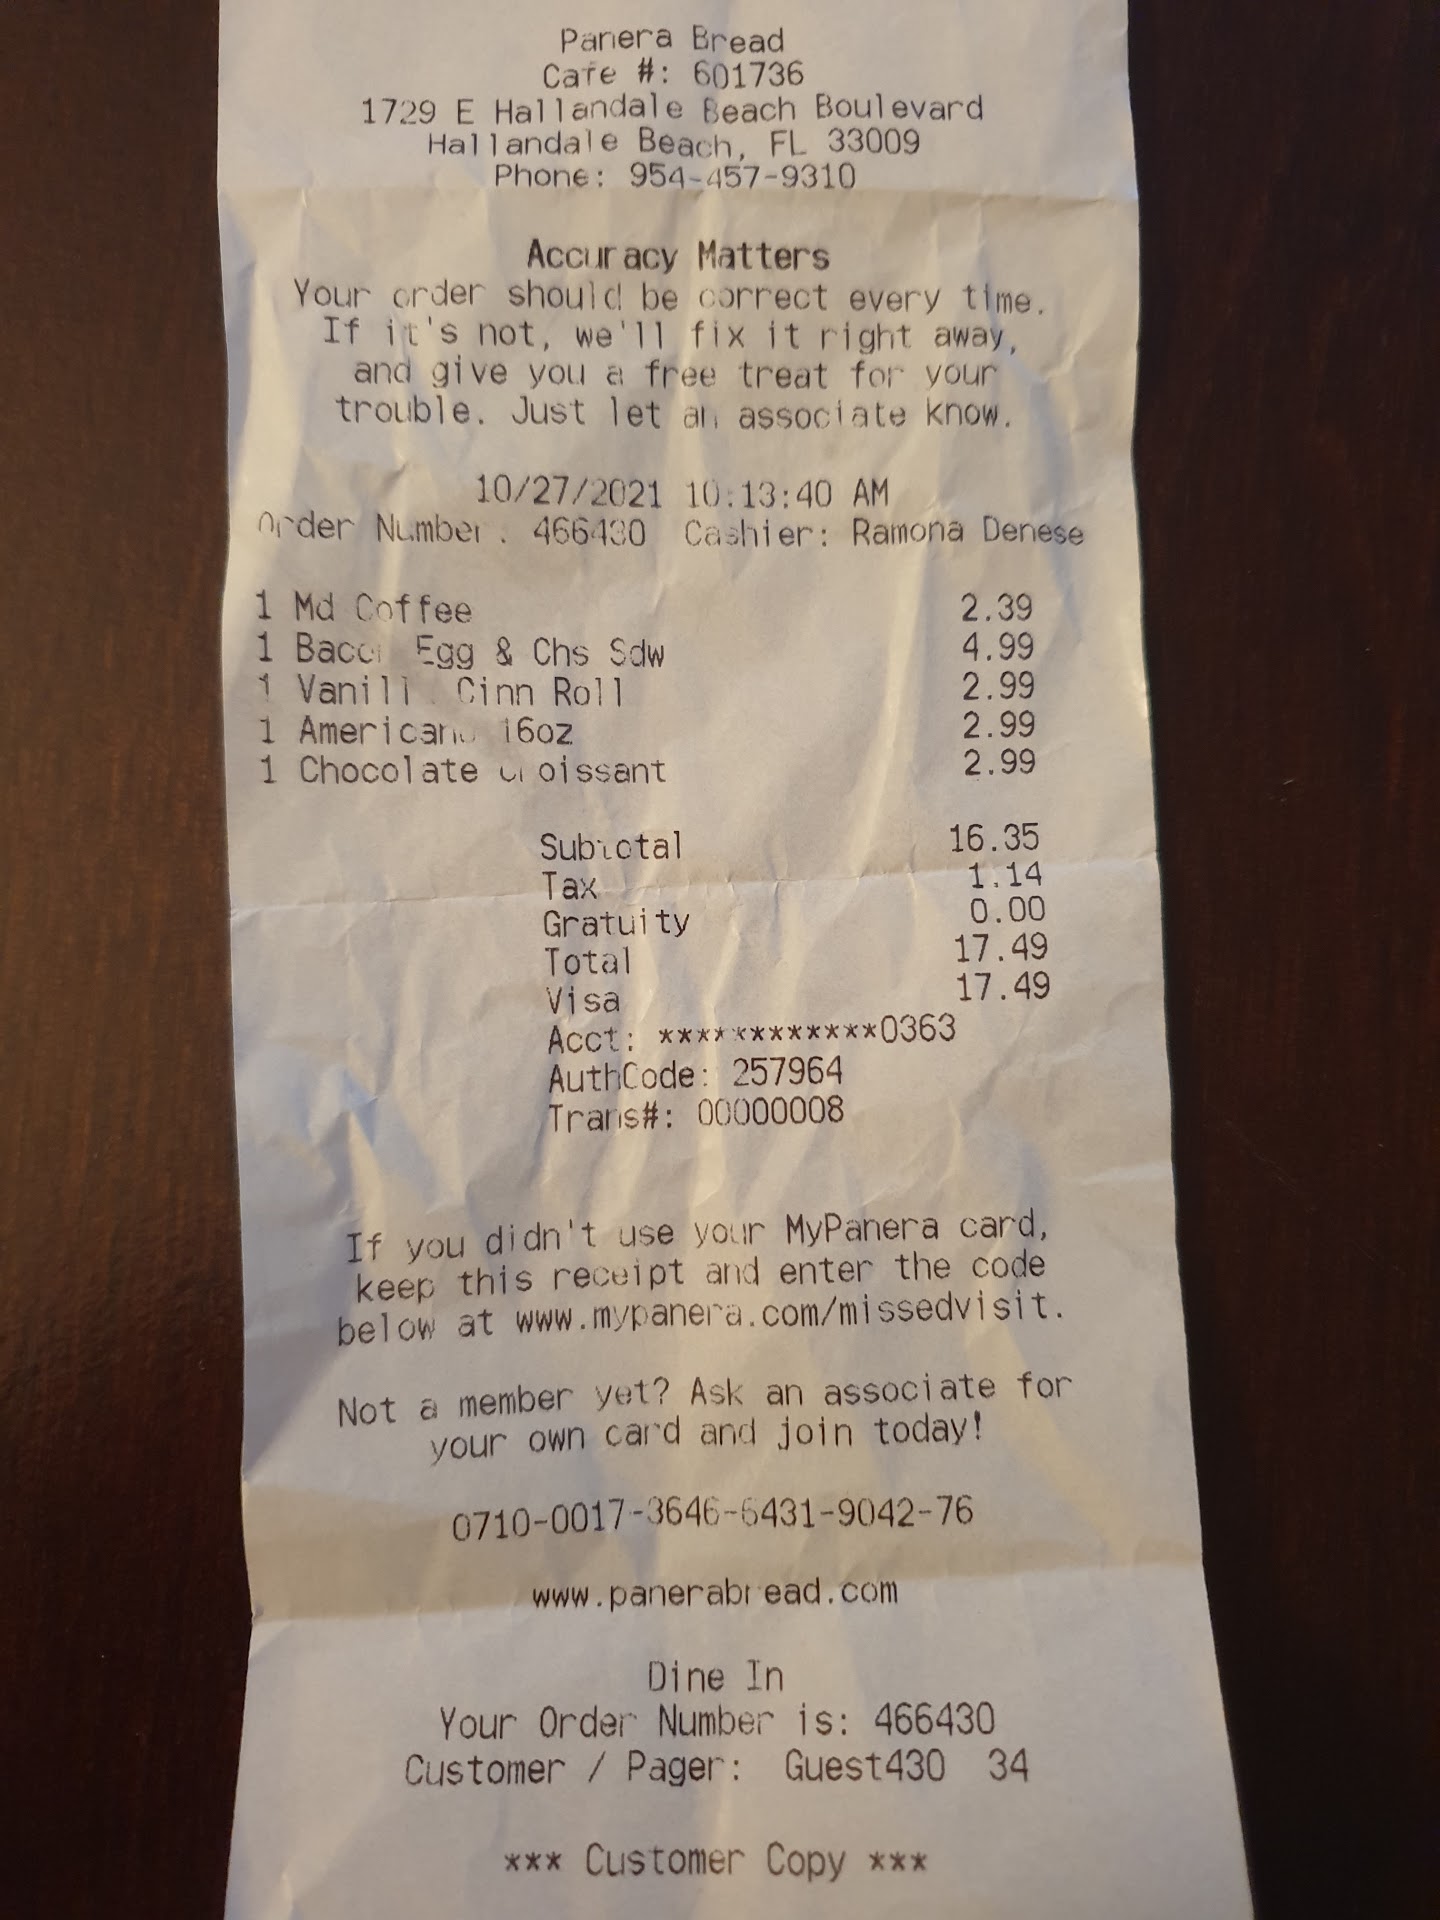 Panera Bread
Cafe #: 601736
1729 E Hallandale Beach Boulevard
Hallandale Beach, FL 33009
Phone: 954-457-9310
Accuracy Matters
Your order should be correct every time.
If it's not, we'll fix it right away,
and give you a free treat for your
trouble. Just let an associate know.
10/27/2021 10:13:40 AM
Order Number: 466430 Cashier: Ramona Denese
1 Md Coffee 2.39
1 Bacon Egg & Chs Sdw 4.99
1 Vanilla Cinn Roll 2.99
1 Americano 16oz 2.99
1 Chocolate Croissant 2.99
Subtotal 16.35
Tax 1.14
Gratuity 0.00
Total 17.49
Visa 17.49
Acct: ************0363
AuthCode: 257964
Trans#: 00000008
If you didn't use your MyPanera card,
keep this receipt and enter the code
below at www.mypanera.com/missedvisit.
Not a member yet? Ask an associate for
your own card and join today!
0710-0017-3646-6431-9042-76
www.panerabread.com
Dine In
Your Order Number is: 466430
Customer / Pager: Guest430 34
*** Customer Copy ***